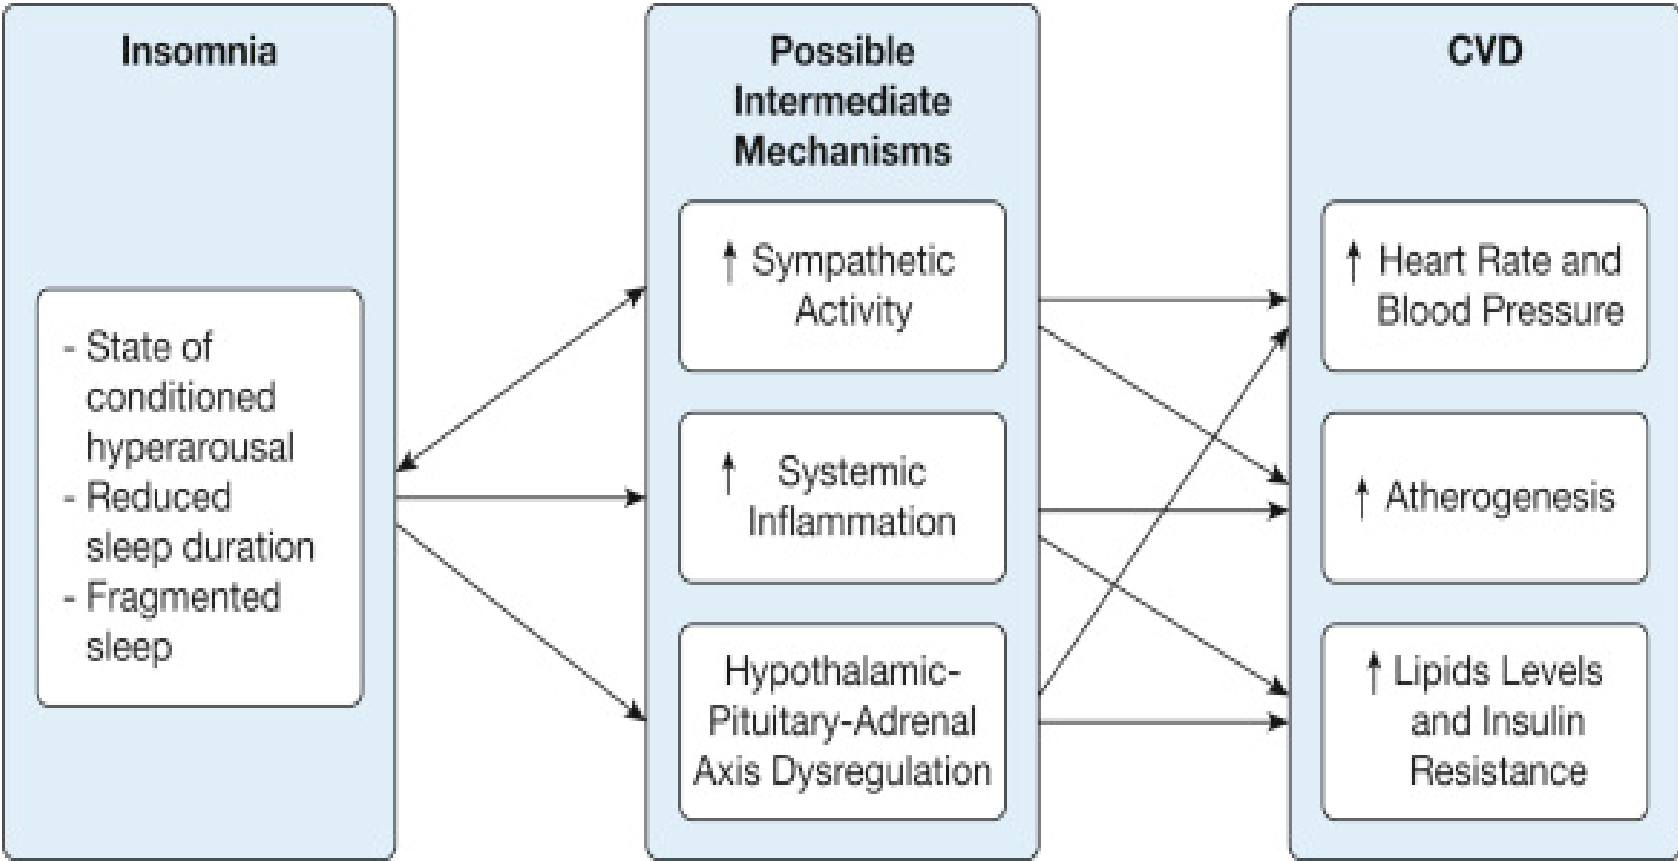 Insomnia
- State of
conditioned
hyperarousal
- Reduced
sleep duration
- Fragmented
sleep
Possible
Intermediate
Mechanisms
↑ Sympathetic
Activity
↑ Systemic
Inflammation
Hypothalamic-
Pituitary-Adrenal
Axis Dysregulation
CVD
↑ Heart Rate and
Blood Pressure
↑ Atherogenesis
↑ Lipids Levels
and Insulin
Resistance